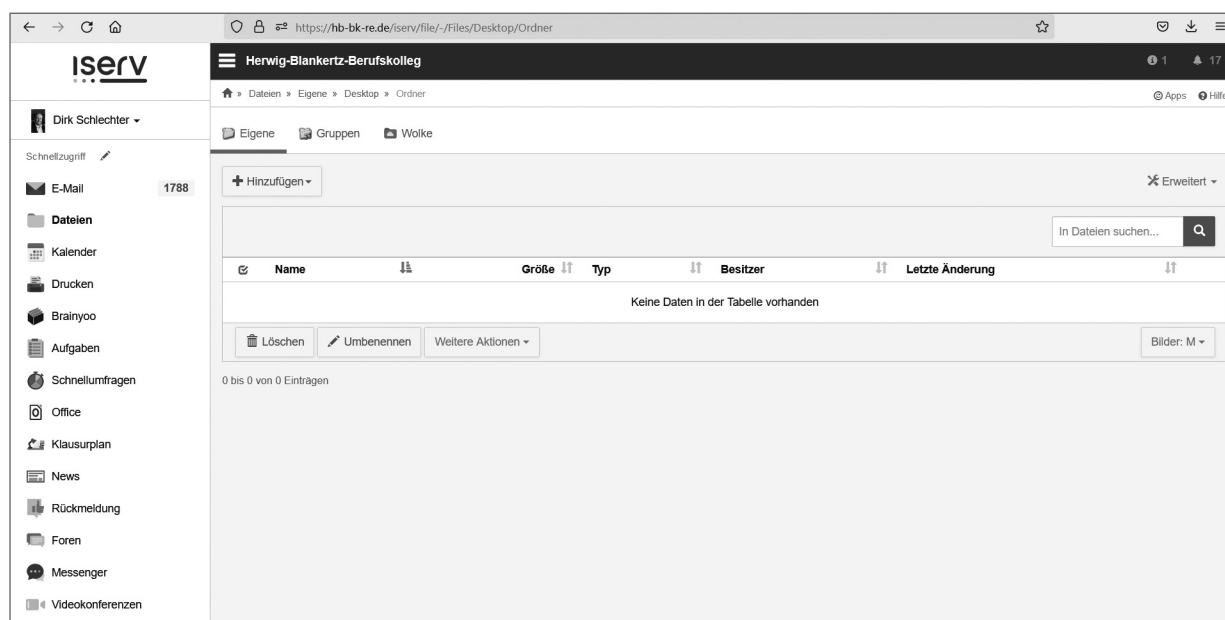 https://hb-bk-re.de/iserv/file/-/Files/Desktop/Ordner
iserv
Herwig-Blankertz-Berufskolleg
1
17
» Dateien » Eigene » Desktop » Ordner
Apps
Hilfe
Dirk Schlechter
Eigene
Gruppen
Wolke
Schnellzugriff
E-Mail
1788
Dateien
Kalender
Drucken
Brainyoo
Aufgaben
Schnellumfragen
Office
Klausurplan
News
Rückmeldung
Foren
Messenger
Videokonferenzen
Hinzufügen
Erweitert
In Dateien suchen...
Name
Größe
Typ
Besitzer
Letzte Änderung
Keine Daten in der Tabelle vorhanden
Löschen
Umbenennen
Weitere Aktionen
Bilder: M
0 bis 0 von 0 Einträgen